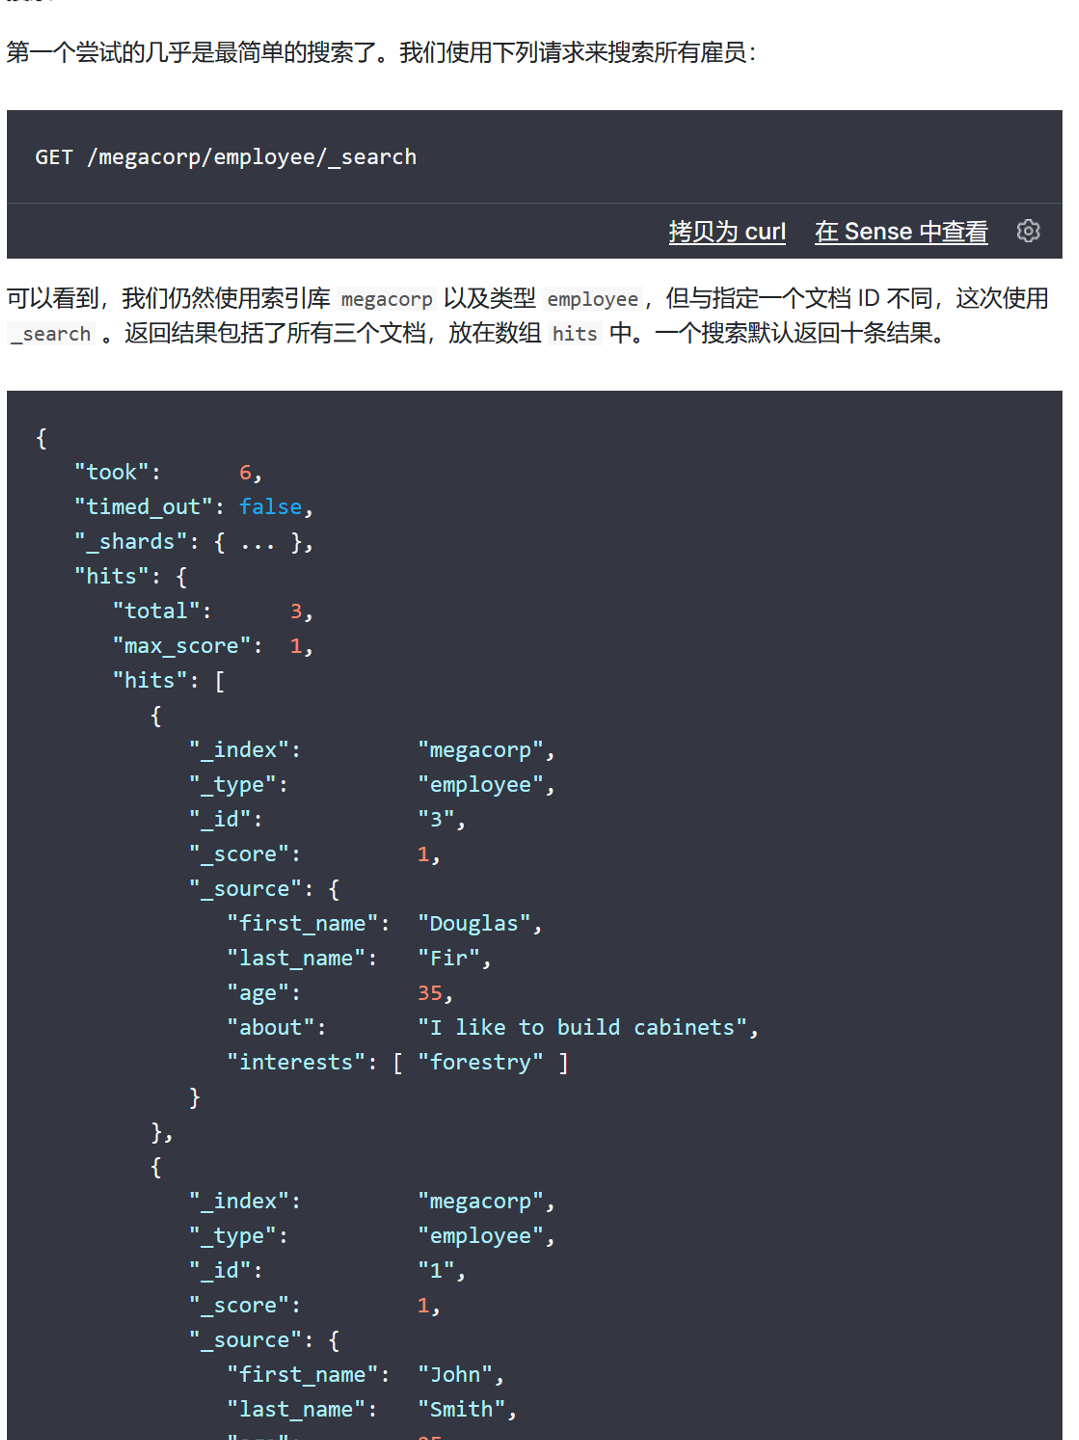 第一个尝试的几乎是最简单的搜索了。我们使用下列请求来搜索所有雇员：
GET /megacorp/employee/_search
拷贝为 curl 在 Sense 中查看
可以看到，我们仍然使用索引库 megacorp 以及类型 employee，但与指定一个文档 ID 不同，这次使用
_search 。返回结果包括了所有三个文档，放在数组 hits 中。一个搜索默认返回十条结果。
{
"took": 6,
"timed_out": false,
"_shards": { ... },
"hits": {
"total": 3,
"max_score": 1,
"hits": [
{
"_index": "megacorp",
"_type": "employee",
"_id": "3",
"_score": 1,
"_source": {
"first_name": "Douglas",
"last_name": "Fir",
"age": 35,
"about": "I like to build cabinets",
"interests": [ "forestry" ]
}
},
{
"_index": "megacorp",
"_type": "employee",
"_id": "1",
"_score": 1,
"_source": {
"first_name": "John",
"last_name": "Smith",